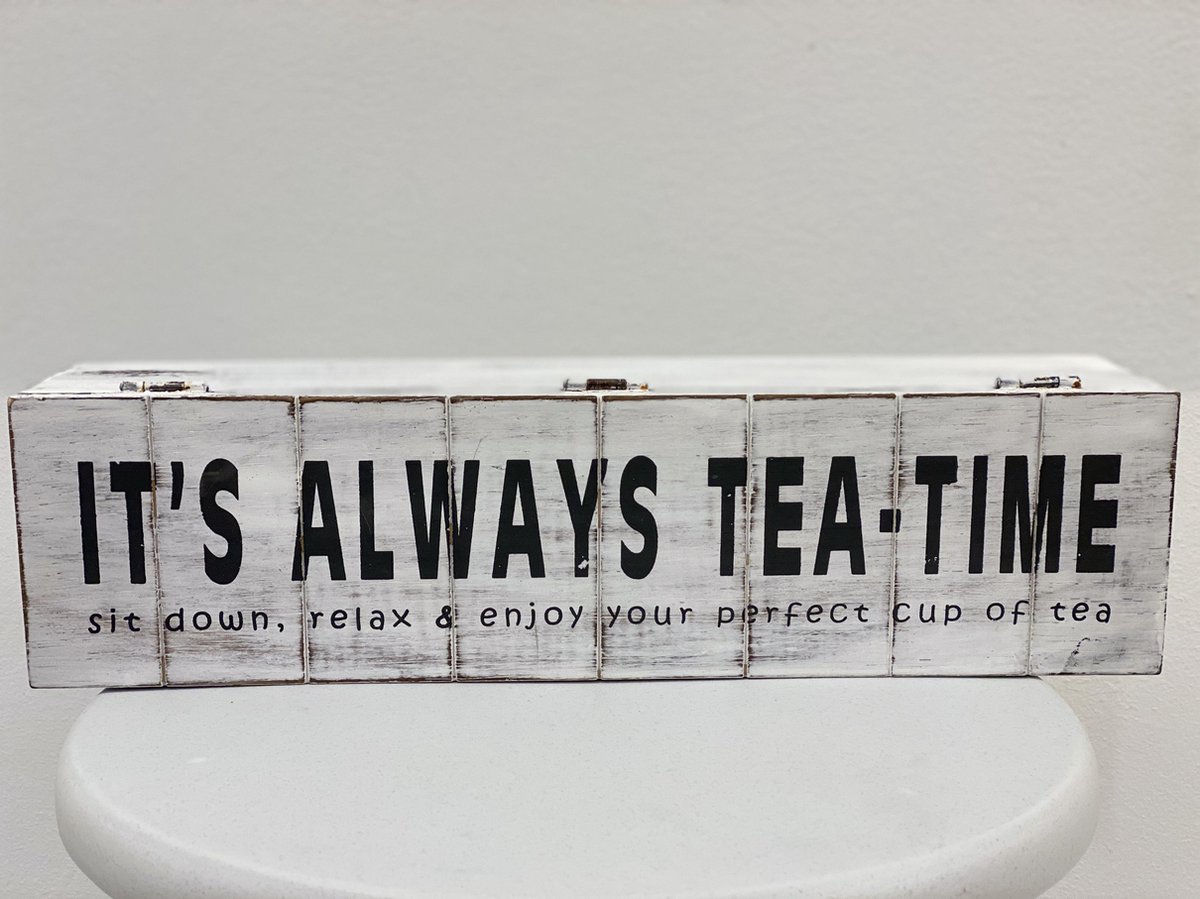 IT'S ALWAYS TEA-TIME
sit down, relax & enjoy your perfect cup of tea